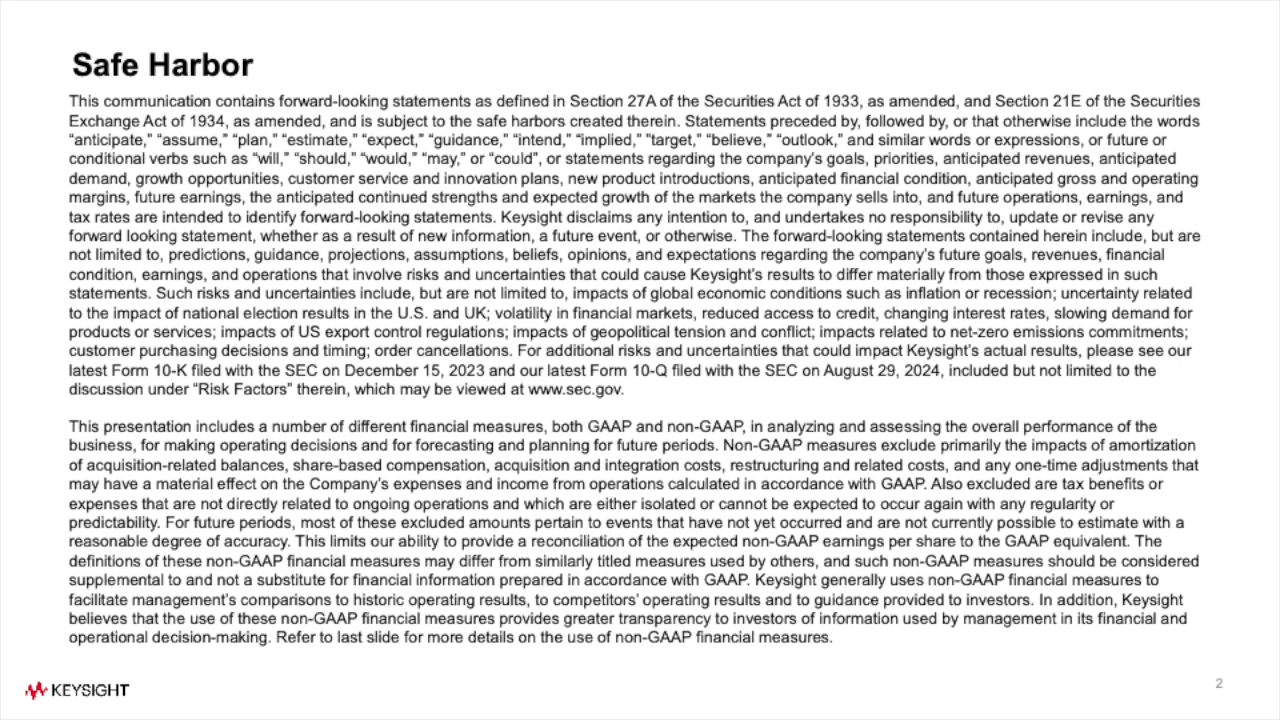 Safe Harbor
This communication contains forward-looking statements as defined in Section 27A of the Securities Act of 1933, as amended, and Section 21E of the Securities
Exchange Act of 1934, as amended, and is subject to the safe harbors created therein. Statements preceded by, followed by, or that otherwise include the words
“anticipate,” “assume,” “plan,” “estimate,” “expect,” “guidance,” “intend,” “implied,” ”target,” “believe,” “outlook,” and similar words or expressions, or future or
conditional verbs such as “will,” “should,” “would,” “may,” or “could”, or statements regarding the company’s goals, priorities, anticipated revenues, anticipated
demand, growth opportunities, customer service and innovation plans, new product introductions, anticipated financial condition, anticipated gross and operating
margins, future earnings, the anticipated continued strengths and expected growth of the markets the company sells into, and future operations, earnings, and
tax rates are intended to identify forward-looking statements. Keysight disclaims any intention to, and undertakes no responsibility to, update or revise any
forward looking statement, whether as a result of new information, a future event, or otherwise. The forward-looking statements contained herein include, but are
not limited to, predictions, guidance, projections, assumptions, beliefs, opinions, and expectations regarding the company’s future goals, revenues, financial
condition, earnings, and operations that involve risks and uncertainties that could cause Keysight’s results to differ materially from those expressed in such
statements. Such risks and uncertainties include, but are not limited to, impacts of global economic conditions such as inflation or recession; uncertainty related
to the impact of national election results in the U.S. and UK; volatility in financial markets, reduced access to credit, changing interest rates, slowing demand for
products or services; impacts of US export control regulations; impacts of geopolitical tension and conflict; impacts related to net-zero emissions commitments;
customer purchasing decisions and timing; order cancellations. For additional risks and uncertainties that could impact Keysight’s actual results, please see our
latest Form 10-K filed with the SEC on December 15, 2023 and our latest Form 10-Q filed with the SEC on August 29, 2024, included but not limited to the
discussion under “Risk Factors” therein, which may be viewed at www.sec.gov.
This presentation includes a number of different financial measures, both GAAP and non-GAAP, in analyzing and assessing the overall performance of the
business, for making operating decisions and for forecasting and planning for future periods. Non-GAAP measures exclude primarily the impacts of amortization
of acquisition-related balances, share-based compensation, acquisition and integration costs, restructuring and related costs, and any one-time adjustments that
may have a material effect on the Company’s expenses and income from operations calculated in accordance with GAAP. Also excluded are tax benefits or
expenses that are not directly related to ongoing operations and which are either isolated or cannot be expected to occur again with any regularity or
predictability. For future periods, most of these excluded amounts pertain to events that have not yet occurred and are not currently possible to estimate with a
reasonable degree of accuracy. This limits our ability to provide a reconciliation of the expected non-GAAP earnings per share to the GAAP equivalent. The
definitions of these non-GAAP financial measures may differ from similarly titled measures used by others, and such non-GAAP measures should be considered
supplemental to and not a substitute for financial information prepared in accordance with GAAP. Keysight generally uses non-GAAP financial measures to
facilitate management’s comparisons to historic operating results, to competitors’ operating results and to guidance provided to investors. In addition, Keysight
believes that the use of these non-GAAP financial measures provides greater transparency to investors of information used by management in its financial and
operational decision-making. Refer to last slide for more details on the use of non-GAAP financial measures.
KEYSIGHT
2